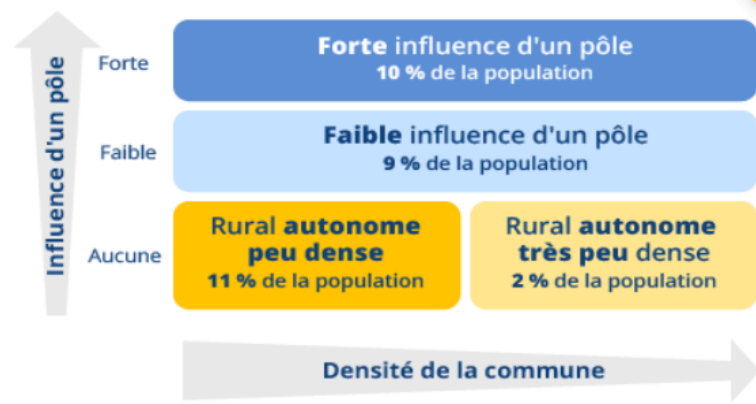 Influence d'un pôle
Forte
Forte influence d'un pôle
10 % de la population
Faible
Faible influence d'un pôle
9 % de la population
Aucune
Rural autonome
peu dense
11 % de la population
Rural autonome
très peu dense
2 % de la population
Densité de la commune